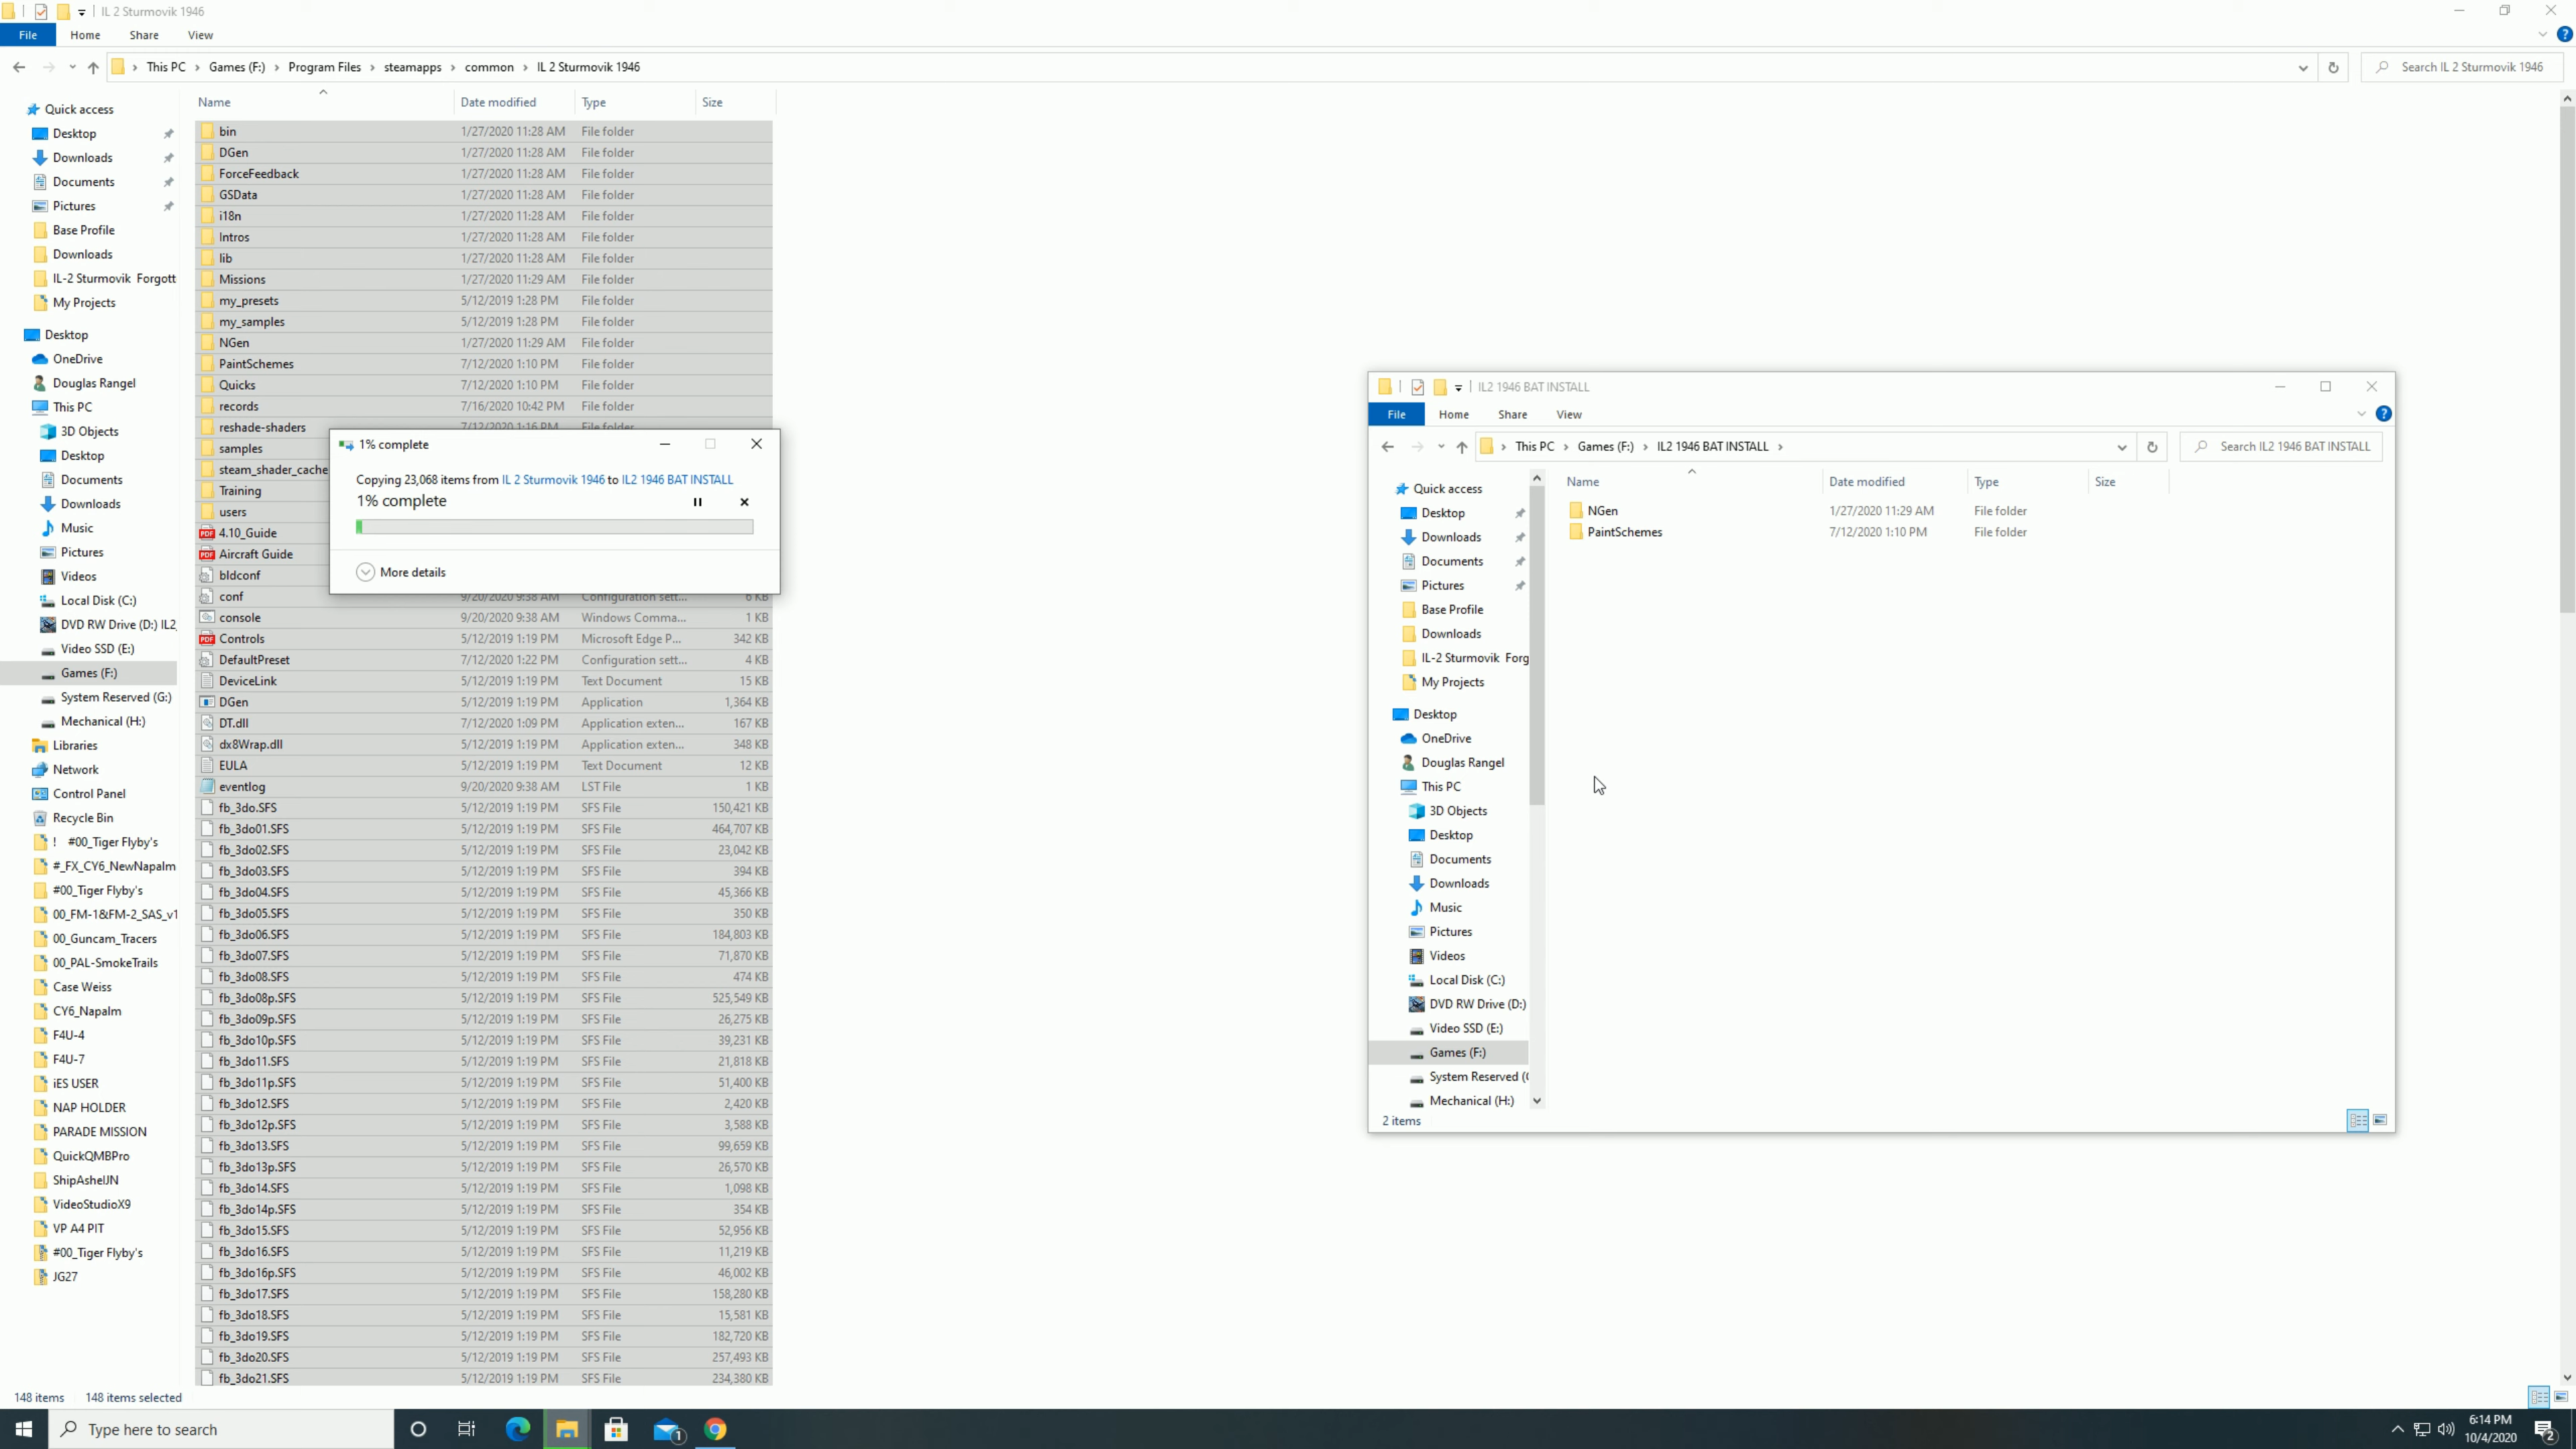 IL 2 Sturmovik 1946
File Home Share View
This PC > Games (F:) > Program Files > steamapps > common > IL 2 Sturmovik 1946
Search IL 2 Sturmovik 1946
Quick access
Desktop
Downloads
Documents
Pictures
Base Profile
Downloads
IL-2 Sturmovik Forgott
My Projects
Desktop
OneDrive
Douglas Rangel
This PC
3D Objects
Desktop
Documents
Downloads
Music
Pictures
Videos
Local Disk (C:)
DVD RW Drive (D:) IL2_
Video SSD (E:)
Games (F:)
System Reserved (G:)
Mechanical (H:)
Libraries
Network
Control Panel
Recycle Bin
! #00_Tiger Flyby's
#_FX_CY6_NewNapalm
#00_Tiger Flyby's
00_FM-1&FM-2_SAS_v1
00_Guncam_Tracers
00_PAL-SmokeTrails
Case Weiss
CY6_Napalm
F4U-4
F4U-7
iES USER
NAP HOLDER
PARADE MISSION
QuickQMBPro
ShipAshelJN
VideoStudioX9
VP A4 PIT
#00_Tiger Flyby's
JG27
Name Date modified Type Size
bin 1/27/2020 11:28 AM File folder
DGen 1/27/2020 11:28 AM File folder
ForceFeedback 1/27/2020 11:28 AM File folder
GSData 1/27/2020 11:28 AM File folder
i18n 1/27/2020 11:28 AM File folder
Intros 1/27/2020 11:28 AM File folder
lib 1/27/2020 11:28 AM File folder
Missions 1/27/2020 11:29 AM File folder
my_presets 5/12/2019 1:28 PM File folder
my_samples 5/12/2019 1:28 PM File folder
NGen 1/27/2020 11:29 AM File folder
PaintSchemes 7/12/2020 1:10 PM File folder
Quicks 7/12/2020 1:10 PM File folder
records 7/16/2020 10:42 PM File folder
reshade-shaders 7/12/2020 1:16 PM File folder
samples
steam_shader_cache
Training
users
4.10_Guide
Aircraft Guide
bldconf
conf 9/20/2020 9:38 AM Configuration sett... 6 KB
console 9/20/2020 9:38 AM Windows Comma... 1 KB
Controls 5/12/2019 1:19 PM Microsoft Edge P... 342 KB
DefaultPreset 7/12/2020 1:22 PM Configuration sett... 4 KB
DeviceLink 5/12/2019 1:19 PM Text Document 15 KB
DGen 5/12/2019 1:19 PM Application 1,364 KB
DT.dll 7/12/2020 1:09 PM Application exten... 167 KB
dx8Wrap.dll 5/12/2019 1:19 PM Application exten... 348 KB
EULA 5/12/2019 1:19 PM Text Document 12 KB
eventlog 9/20/2020 9:38 AM LST File 1 KB
fb_3do.SFS 5/12/2019 1:19 PM SFS File 150,421 KB
fb_3do01.SFS 5/12/2019 1:19 PM SFS File 464,707 KB
fb_3do02.SFS 5/12/2019 1:19 PM SFS File 23,042 KB
fb_3do03.SFS 5/12/2019 1:19 PM SFS File 394 KB
fb_3do04.SFS 5/12/2019 1:19 PM SFS File 45,366 KB
fb_3do05.SFS 5/12/2019 1:19 PM SFS File 350 KB
fb_3do06.SFS 5/12/2019 1:19 PM SFS File 184,803 KB
fb_3do07.SFS 5/12/2019 1:19 PM SFS File 71,870 KB
fb_3do08.SFS 5/12/2019 1:19 PM SFS File 474 KB
fb_3do08p.SFS 5/12/2019 1:19 PM SFS File 525,549 KB
fb_3do09p.SFS 5/12/2019 1:19 PM SFS File 26,275 KB
fb_3do10p.SFS 5/12/2019 1:19 PM SFS File 39,231 KB
fb_3do11.SFS 5/12/2019 1:19 PM SFS File 21,818 KB
fb_3do11p.SFS 5/12/2019 1:19 PM SFS File 51,400 KB
fb_3do12.SFS 5/12/2019 1:19 PM SFS File 2,420 KB
fb_3do12p.SFS 5/12/2019 1:19 PM SFS File 3,588 KB
fb_3do13.SFS 5/12/2019 1:19 PM SFS File 99,659 KB
fb_3do13p.SFS 5/12/2019 1:19 PM SFS File 26,570 KB
fb_3do14.SFS 5/12/2019 1:19 PM SFS File 1,098 KB
fb_3do14p.SFS 5/12/2019 1:19 PM SFS File 354 KB
fb_3do15.SFS 5/12/2019 1:19 PM SFS File 52,956 KB
fb_3do16.SFS 5/12/2019 1:19 PM SFS File 11,219 KB
fb_3do16p.SFS 5/12/2019 1:19 PM SFS File 46,002 KB
fb_3do17.SFS 5/12/2019 1:19 PM SFS File 158,280 KB
fb_3do18.SFS 5/12/2019 1:19 PM SFS File 15,581 KB
fb_3do19.SFS 5/12/2019 1:19 PM SFS File 182,720 KB
fb_3do20.SFS 5/12/2019 1:19 PM SFS File 257,493 KB
fb_3do21.SFS 5/12/2019 1:19 PM SFS File 234,380 KB
148 items 148 items selected
1% complete
Copying 23,068 items from IL 2 Sturmovik 1946 to IL2 1946 BAT INSTALL
1% complete
More details
IL2 1946 BAT INSTALL
File Home Share View
This PC > Games (F:) > IL2 1946 BAT INSTALL >
Search IL2 1946 BAT INSTALL
Quick access
Desktop
Downloads
Documents
Pictures
Base Profile
Downloads
IL-2 Sturmovik Forg
My Projects
Desktop
OneDrive
Douglas Rangel
This PC
3D Objects
Desktop
Documents
Downloads
Music
Pictures
Videos
Local Disk (C:)
DVD RW Drive (D:)
Video SSD (E:)
Games (F:)
System Reserved (G
Mechanical (H:)
Name Date modified Type Size
NGen 1/27/2020 11:29 AM File folder
PaintSchemes 7/12/2020 1:10 PM File folder
2 items
Type here to search
1
6:14 PM
10/4/2020
2